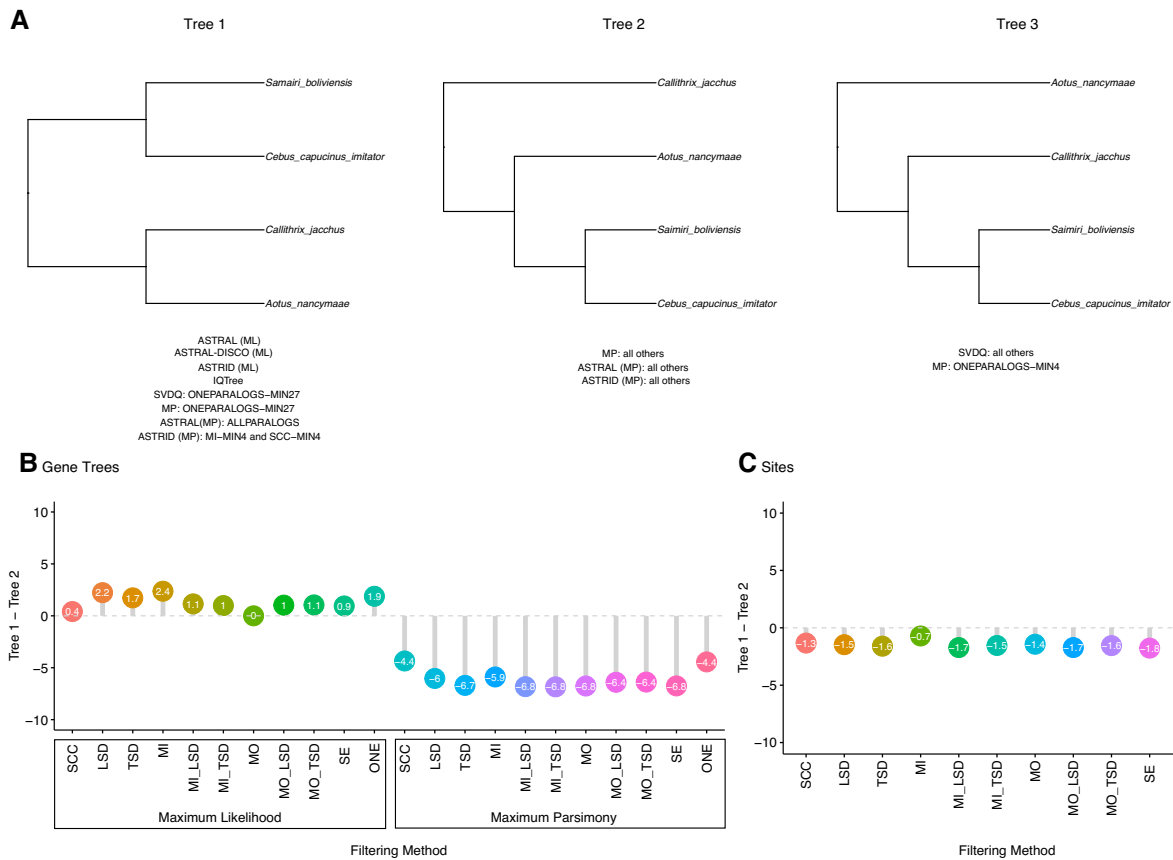 A
Tree 1
Tree 2
Tree 3
Samairi_boliviensis
Cebus_capucinus_imitator
Callithrix_jacchus
Aotus_nancymaae
Callithrix_jacchus
Aotus_nancymaae
Saimiri_boliviensis
Cebus_capucinus_imitator
Aotus_nancymaae
Callithrix_jacchus
Saimiri_boliviensis
Cebus_capucinus_imitator
ASTRAL (ML)
ASTRAL-DISCO (ML)
ASTRID (ML)
IQTree
SVDQ: ONEPARALOGS−MIN27
MP: ONEPARALOGS−MIN27
ASTRAL(MP): ALLPARALOGS
ASTRID (MP): MI−MIN4 and SCC−MIN4
MP: all others
ASTRAL (MP): all others
ASTRID (MP): all others
SVDQ: all others
MP: ONEPARALOGS−MIN4
B Gene Trees
Tree 1 − Tree 2
10
5
0
−5
−10
0.4
2.2
1.7
2.4
1.1
1
−0
1
1.1
0.9
1.9
−4.4
−6
−6.7
−5.9
−6.8
−6.8
−6.8
−6.4
−6.4
−6.8
−4.4
SCC
LSD
TSD
MI
MI_LSD
MI_TSD
MO
MO_LSD
MO_TSD
SE
ONE
SCC
LSD
TSD
MI
MI_LSD
MI_TSD
MO
MO_LSD
MO_TSD
SE
ONE
Maximum Likelihood
Maximum Parsimony
Filtering Method
C Sites
Tree 1 − Tree 2
10
5
0
−5
−10
−1.3
−1.5
−1.6
−0.7
−1.7
−1.5
−1.4
−1.7
−1.6
−1.8
SCC
LSD
TSD
MI
MI_LSD
MI_TSD
MO
MO_LSD
MO_TSD
SE
Filtering Method